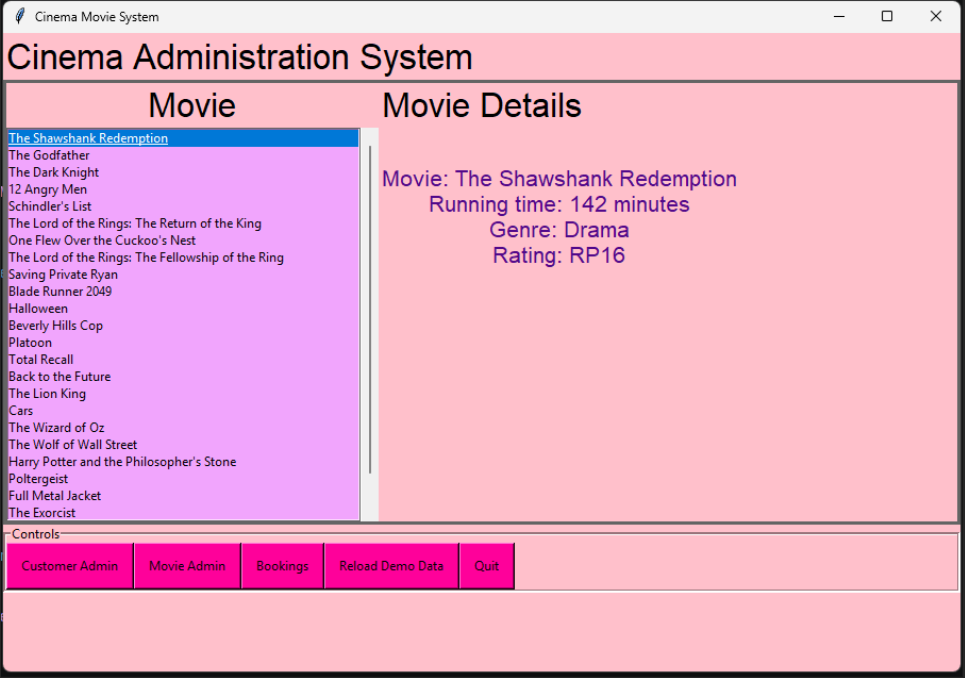 Cinema Movie System
Cinema Administration System
Movie
The Shawshank Redemption
The Godfather
The Dark Knight
12 Angry Men
Schindler's List
The Lord of the Rings: The Return of the King
One Flew Over the Cuckoo's Nest
The Lord of the Rings: The Fellowship of the Ring
Saving Private Ryan
Blade Runner 2049
Halloween
Beverly Hills Cop
Platoon
Total Recall
Back to the Future
The Lion King
Cars
The Wizard of Oz
The Wolf of Wall Street
Harry Potter and the Philosopher's Stone
Poltergeist
Full Metal Jacket
The Exorcist
Movie Details
Movie: The Shawshank Redemption
Running time: 142 minutes
Genre: Drama
Rating: RP16
Controls
Customer Admin
Movie Admin
Bookings
Reload Demo Data
Quit